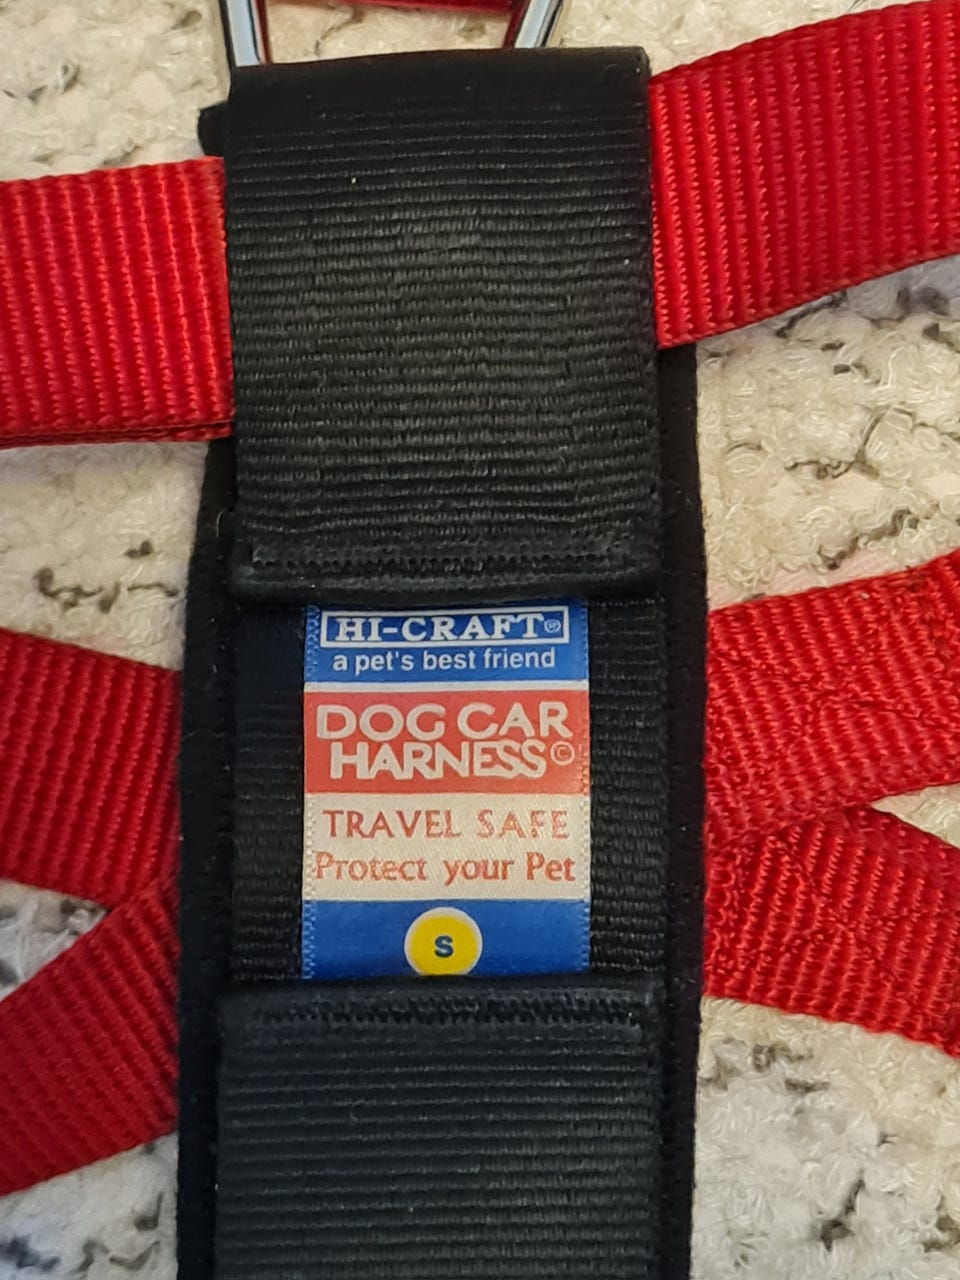 HI-CRAFT®
a pet's best friend
DOG CAR
HARNESS©
TRAVEL SAFE
Protect your Pet
S